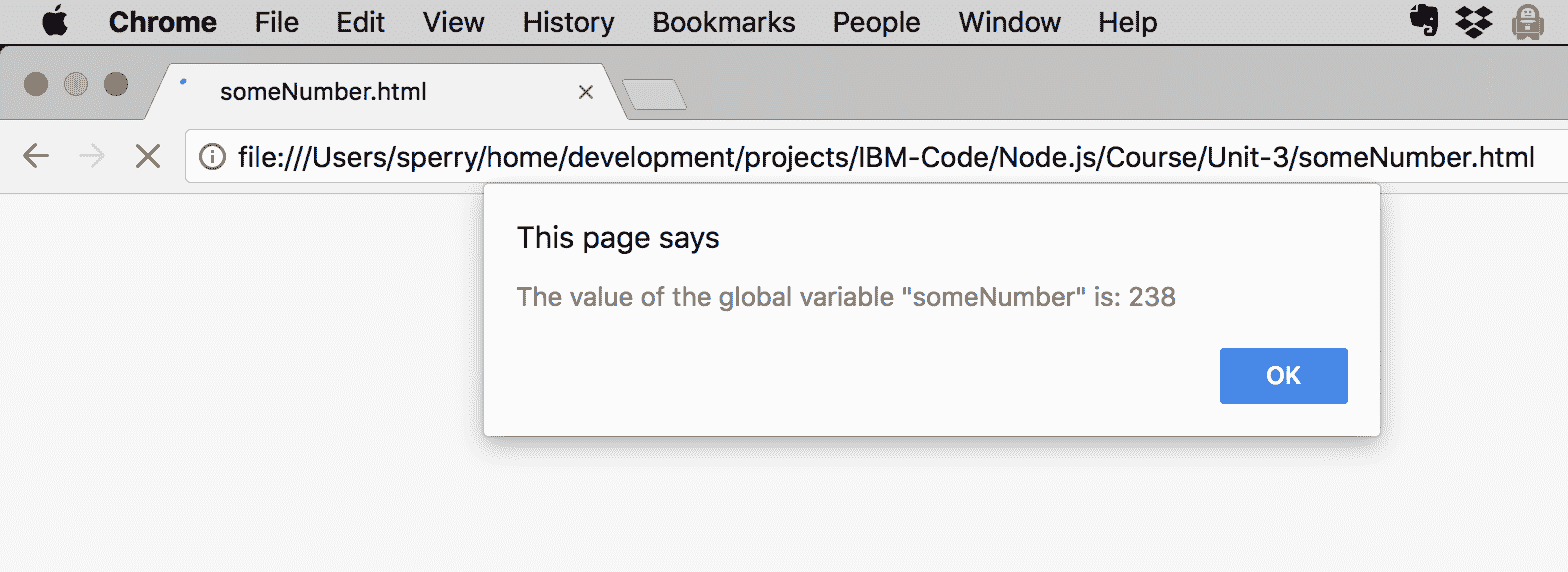 Chrome File Edit View History Bookmarks People Window Help
someNumber.html
file:///Users/sperry/home/development/projects/IBM-Code/Node.js/Course/Unit-3/someNumber.html
This page says
The value of the global variable "someNumber" is: 238
OK